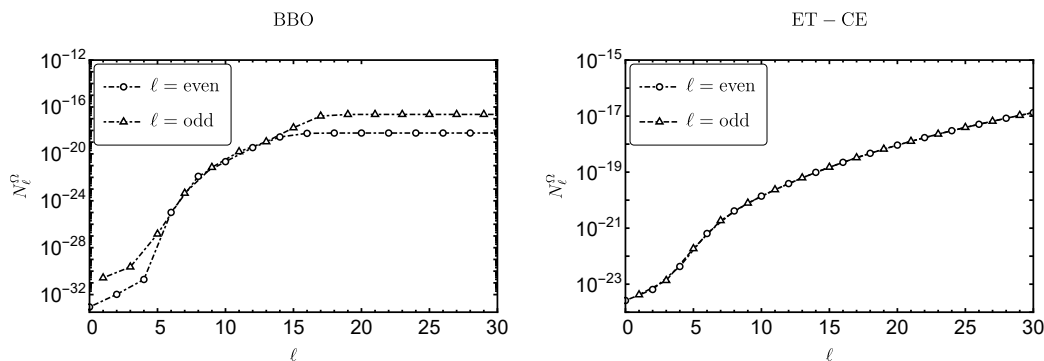 BBO
ET − CE
10⁻¹²
10⁻¹⁶
10⁻²⁰
10⁻²⁴
10⁻²⁸
10⁻³²
N_ℓ^Ω
ℓ = even
ℓ = odd
0 5 10 15 20 25 30
ℓ
10⁻¹⁵
10⁻¹⁷
10⁻¹⁹
10⁻²¹
10⁻²³
N_ℓ^Ω
ℓ = even
ℓ = odd
0 5 10 15 20 25 30
ℓ